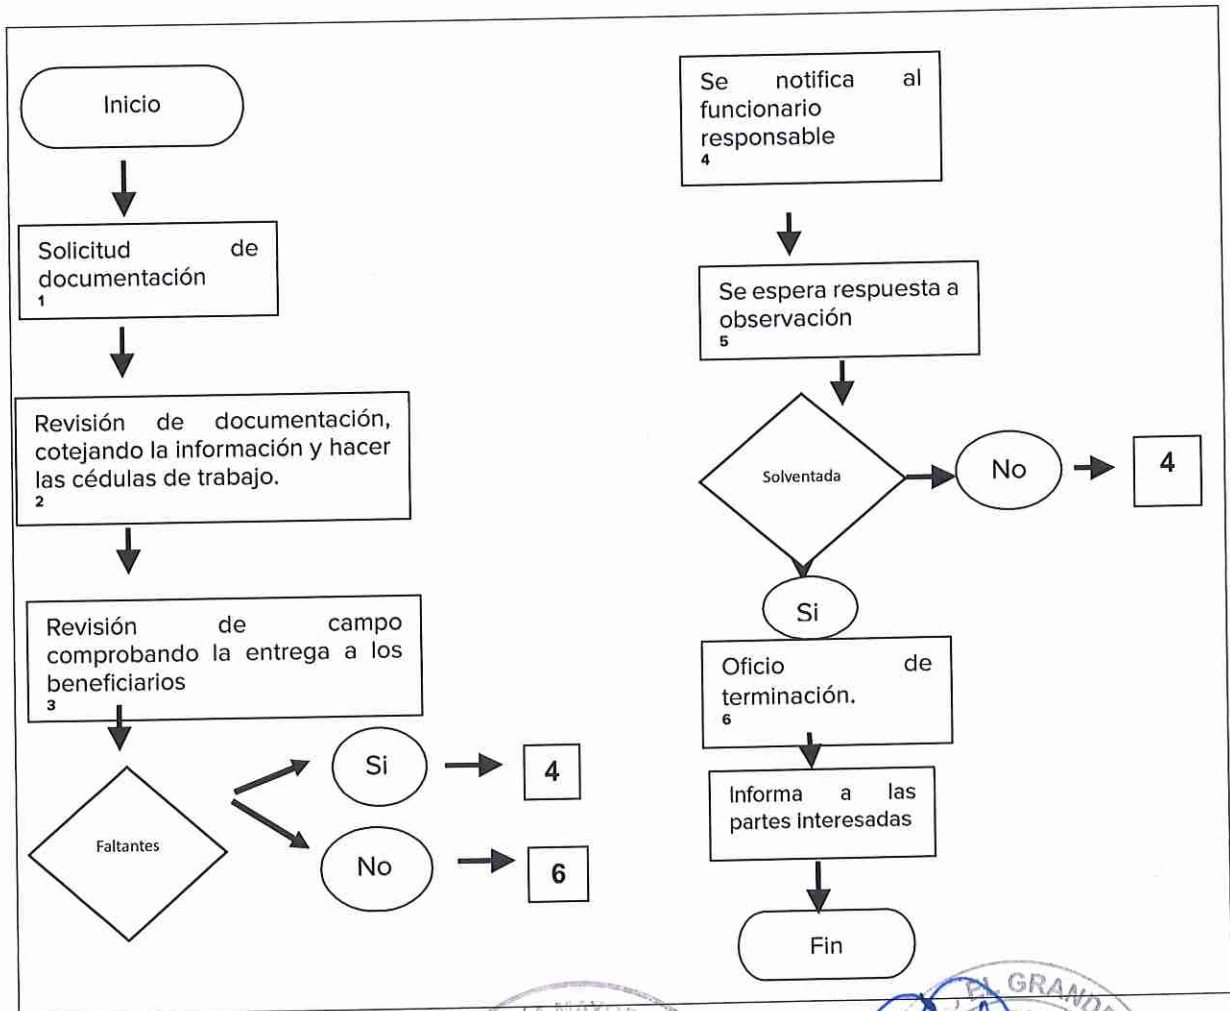 Inicio
Solicitud de
documentación
1
Revisión de documentación,
cotejando la información y hacer
las cédulas de trabajo.
2
Revisión de campo
comprobando la entrega a los
beneficiarios
3
Faltantes
Si
4
No
6
Se notifica al
funcionario
responsable
4
Se espera respuesta a
observación
5
Solventada
No
4
Si
Oficio de
terminación.
6
Informa a las
partes interesadas
Fin
EL GRANDE